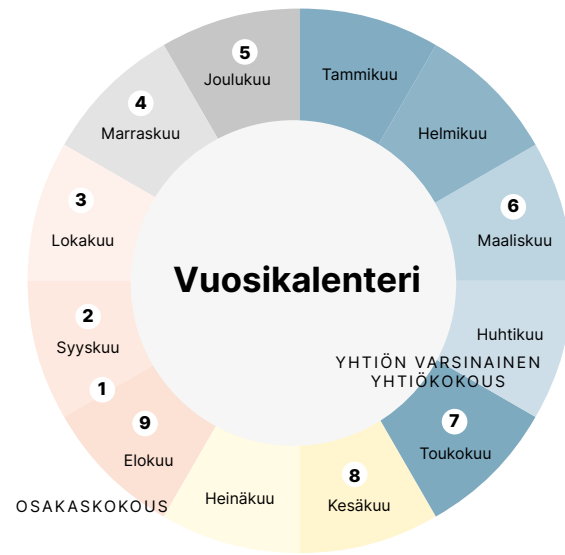 5
Joulukuu
Tammikuu
4
Marraskuu
Helmikuu
3
Lokakuu
6
Maaliskuu
Vuosikalenteri
2
Syyskuu
Huhtikuu
YHTIÖN VARSINAINEN
YHTIÖKOKOUS
1
9
Elokuu
7
Toukokuu
8
Kesäkuu
Heinäkuu
OSAKASKOKOUS